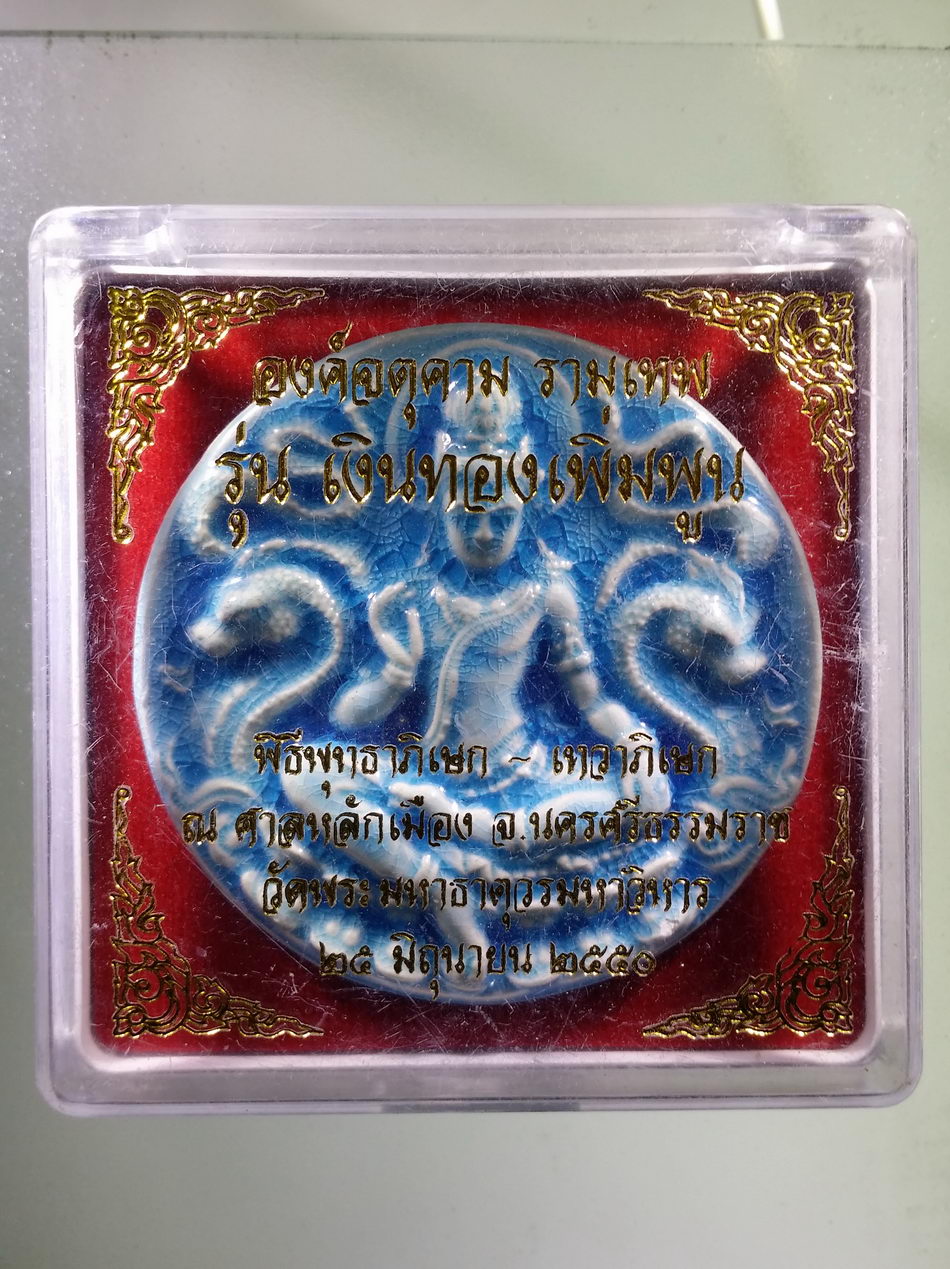 องค์จตุคาม รามเทพ
รุ่น เงินทองเพิ่มพูน
พิธีพุทธาภิเษก ~ เทวาภิเษก
ณ ศาลหลักเมือง จ.นครศรีธรรมราช
วัดพระมหาธาตุวรมหาวิหาร
๒๕ มิถุนายน ๒๕๕๐